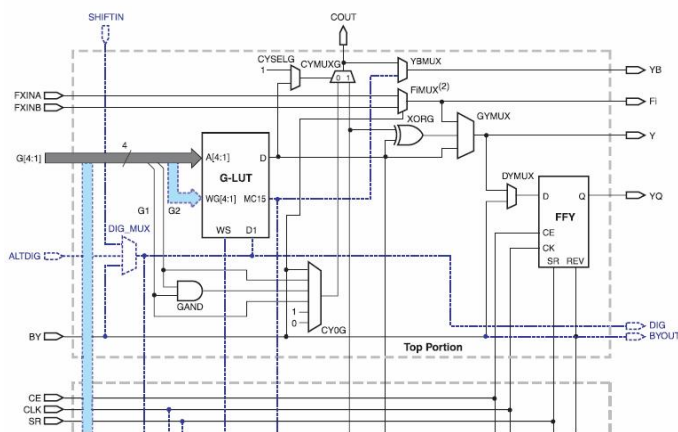 SHIFTIN
COUT
CYSELG
CYMUXG
YBMUX
1
0 1
YB
FXINA
FXINB
FiMUX(2)
Fi
XORG
GYMUX
Y
4
G[4:1]
A[4:1]
D
G-LUT
WG[4:1]
MC15
WS
D1
G1
G2
DYMUX
D
Q
YQ
FFY
CE
CK
SR
REV
DIG_MUX
ALTDIG
GAND
1
0
CY0G
BY
Top Portion
DIG
BYOUT
CE
CLK
SR